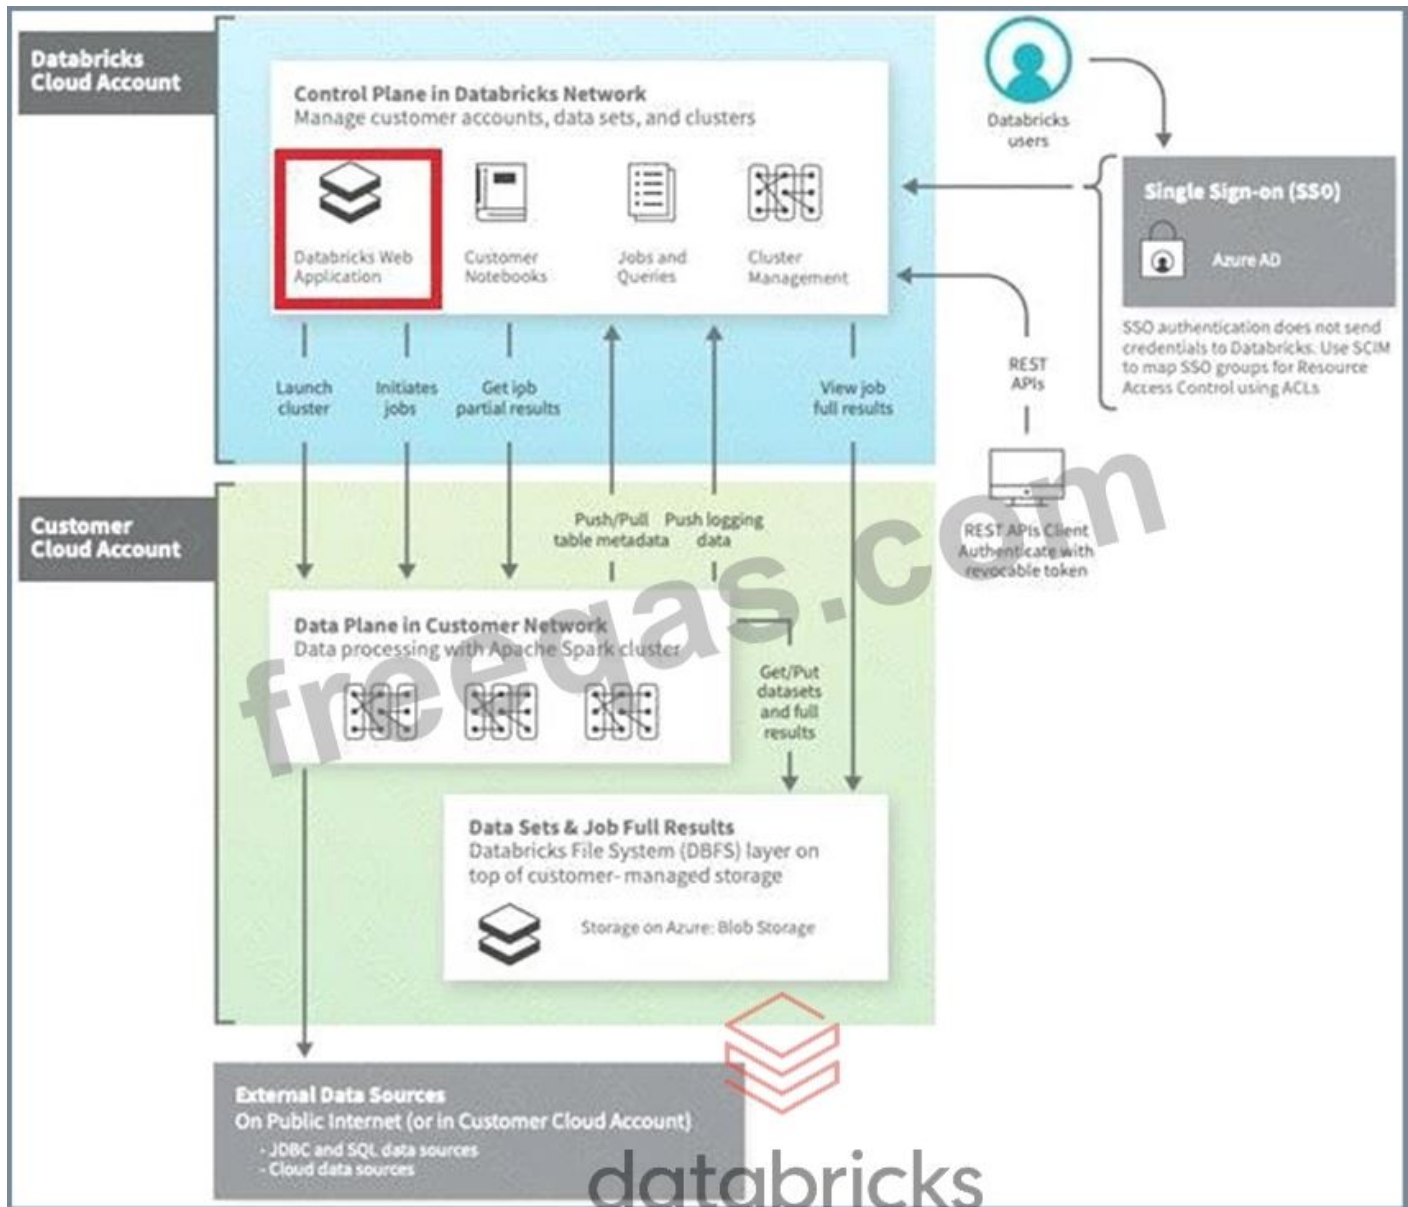 Databricks
Cloud Account
Control Plane in Databricks Network
Manage customer accounts, data sets, and clusters
Databricks Web
Application
Customer
Notebooks
Jobs and
Queries
Cluster
Management
Databricks
users
Single Sign-on (SSO)
Azure AD
SSO authentication does not send
credentials to Databricks. Use SCIM
to map SSO groups for Resource
Access Control using ACLs
Launch
cluster
Initiates
jobs
Get job
partial results
View job
full results
REST
APIs
REST APIs Client
Authenticate with
revocable token
Customer
Cloud Account
Push/Pull
table metadata
Push logging
data
Data Plane in Customer Network
Data processing with Apache Spark cluster
Get/Put
datasets
and full
results
Data Sets & Job Full Results
Databricks File System (DBFS) layer on
top of customer- managed storage
Storage on Azure: Blob Storage
External Data Sources
On Public Internet (or in Customer Cloud Account)
- JDBC and SQL data sources
- Cloud data sources
databricks
freeqas.com